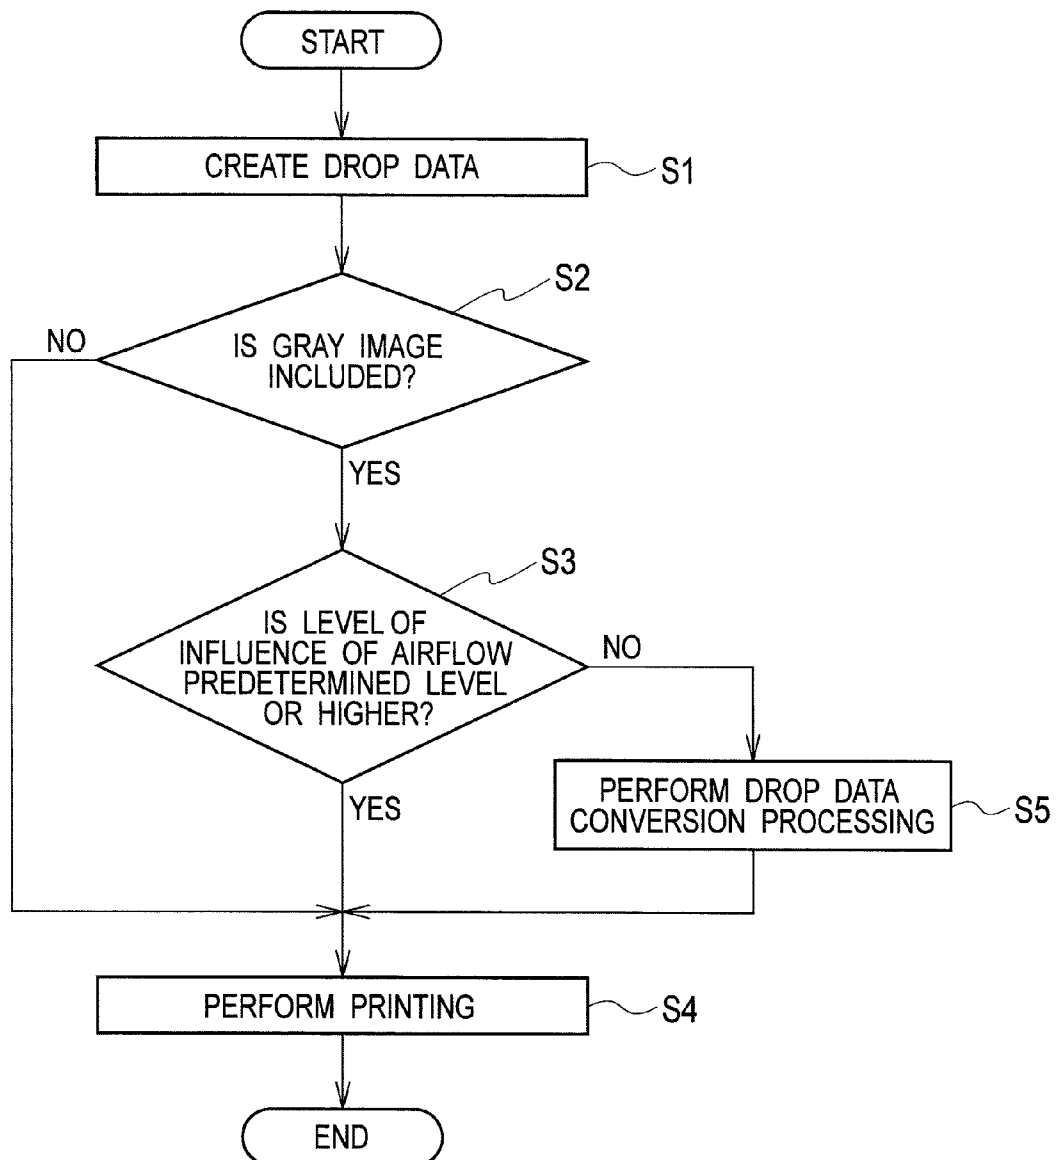 START
CREATE DROP DATA
S1
S2
NO
IS GRAY IMAGE
INCLUDED?
YES
S3
IS LEVEL OF
INFLUENCE OF AIRFLOW
PREDETERMINED LEVEL
OR HIGHER?
NO
YES
PERFORM DROP DATA
CONVERSION PROCESSING
S5
PERFORM PRINTING
S4
END